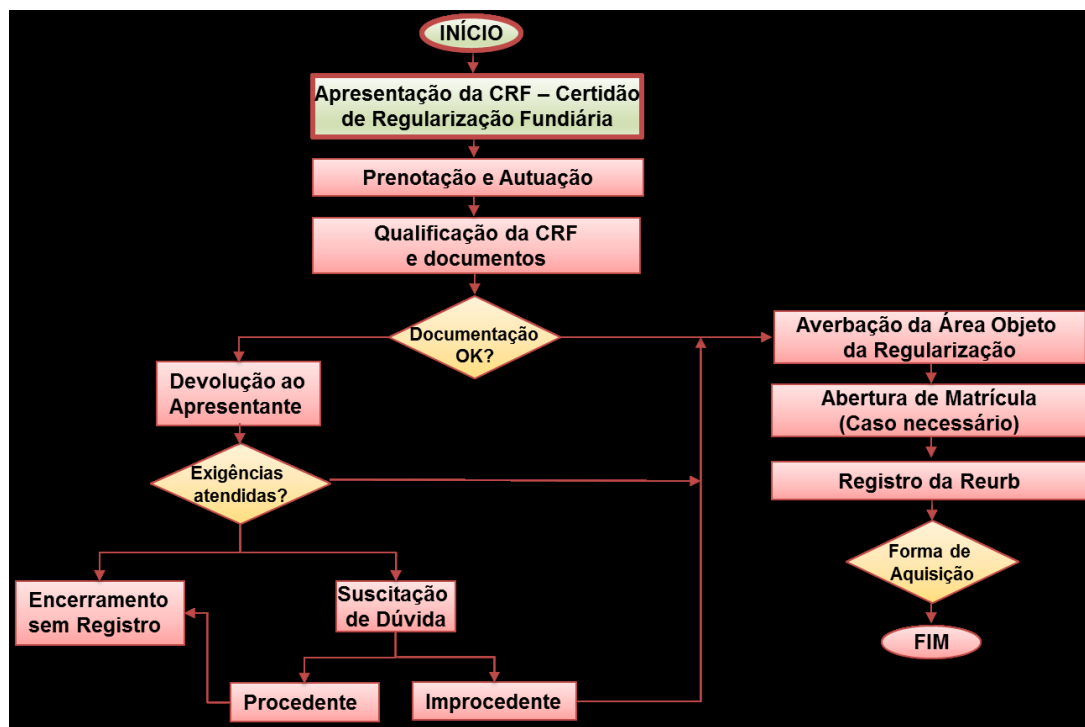 INÍCIO
Apresentação da CRF – Certidão
de Regularização Fundiária
Prenotação e Autuação
Qualificação da CRF
e documentos
Documentação
OK?
Devolução ao
Apresentante
Exigências
atendidas?
Encerramento
sem Registro
Suscitação
de Dúvida
Procedente
Improcedente
Averbação da Área Objeto
da Regularização
Abertura de Matrícula
(Caso necessário)
Registro da Reurb
Forma de
Aquisição
FIM